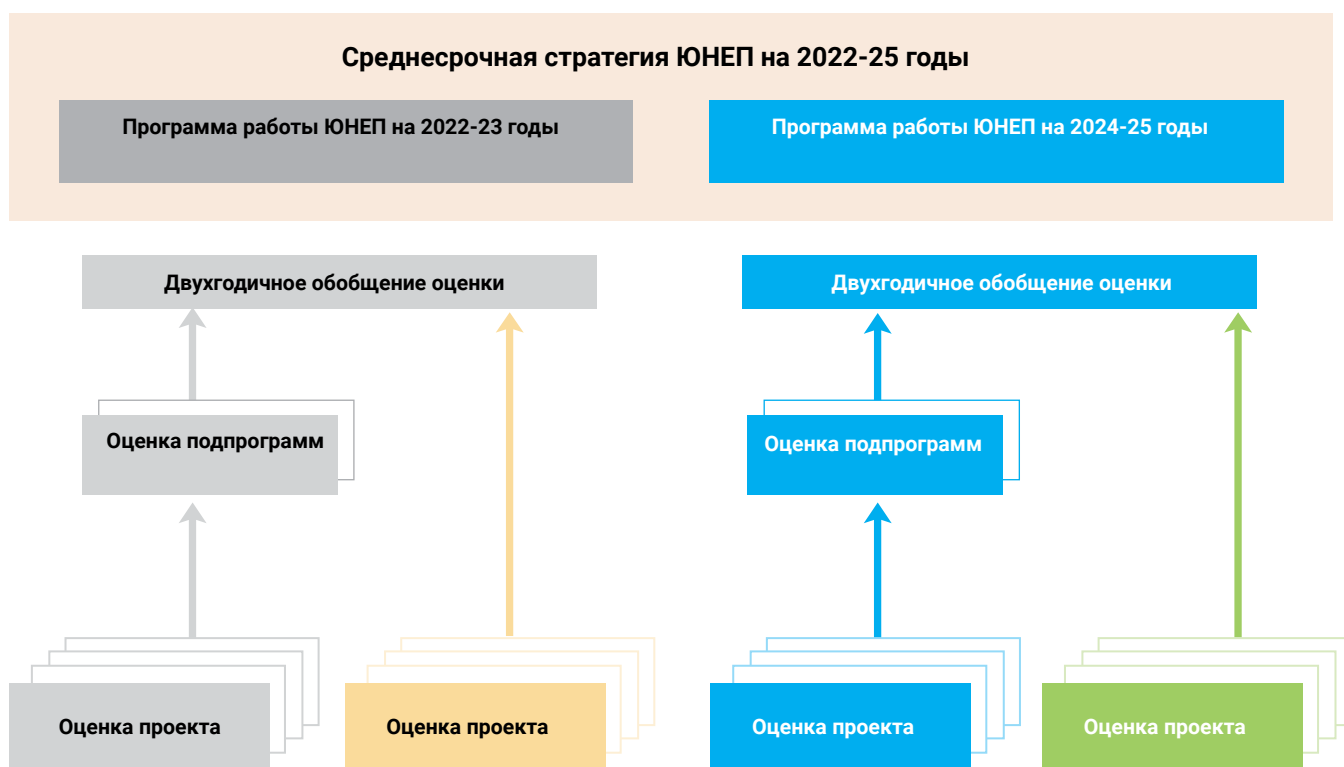 Среднесрочная стратегия ЮНЕП на 2022-25 годы
Программа работы ЮНЕП на 2022-23 годы
Программа работы ЮНЕП на 2024-25 годы
Двухгодичное обобщение оценки
Двухгодичное обобщение оценки
Оценка подпрограмм
Оценка подпрограмм
Оценка проекта
Оценка проекта
Оценка проекта
Оценка проекта